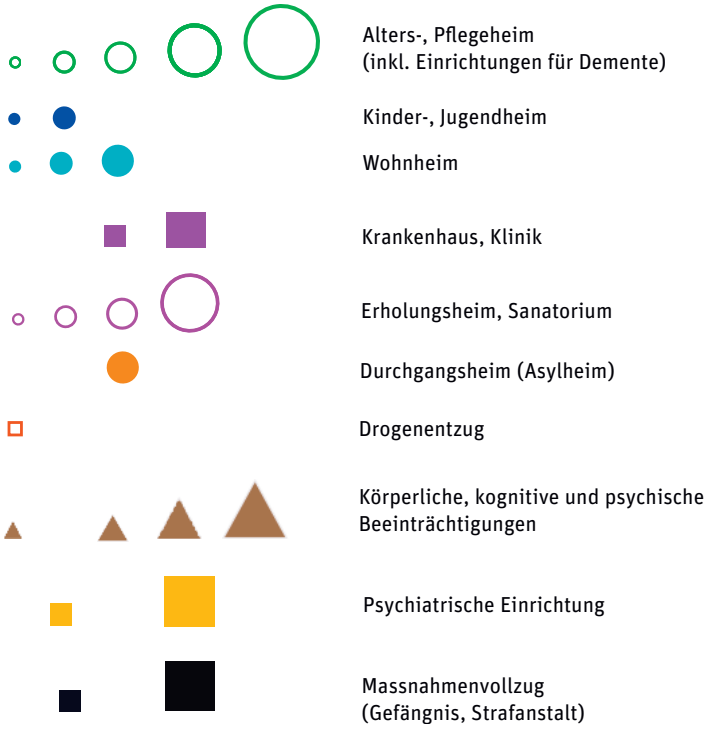 Alters-, Pflegeheim
(inkl. Einrichtungen für Demente)
Kinder-, Jugendheim
Wohnheim
Krankenhaus, Klinik
Erholungsheim, Sanatorium
Durchgangsheim (Asylheim)
Drogenentzug
Körperliche, kognitive und psychische
Beeinträchtigungen
Psychiatrische Einrichtung
Massnahmenvollzug
(Gefängnis, Strafanstalt)